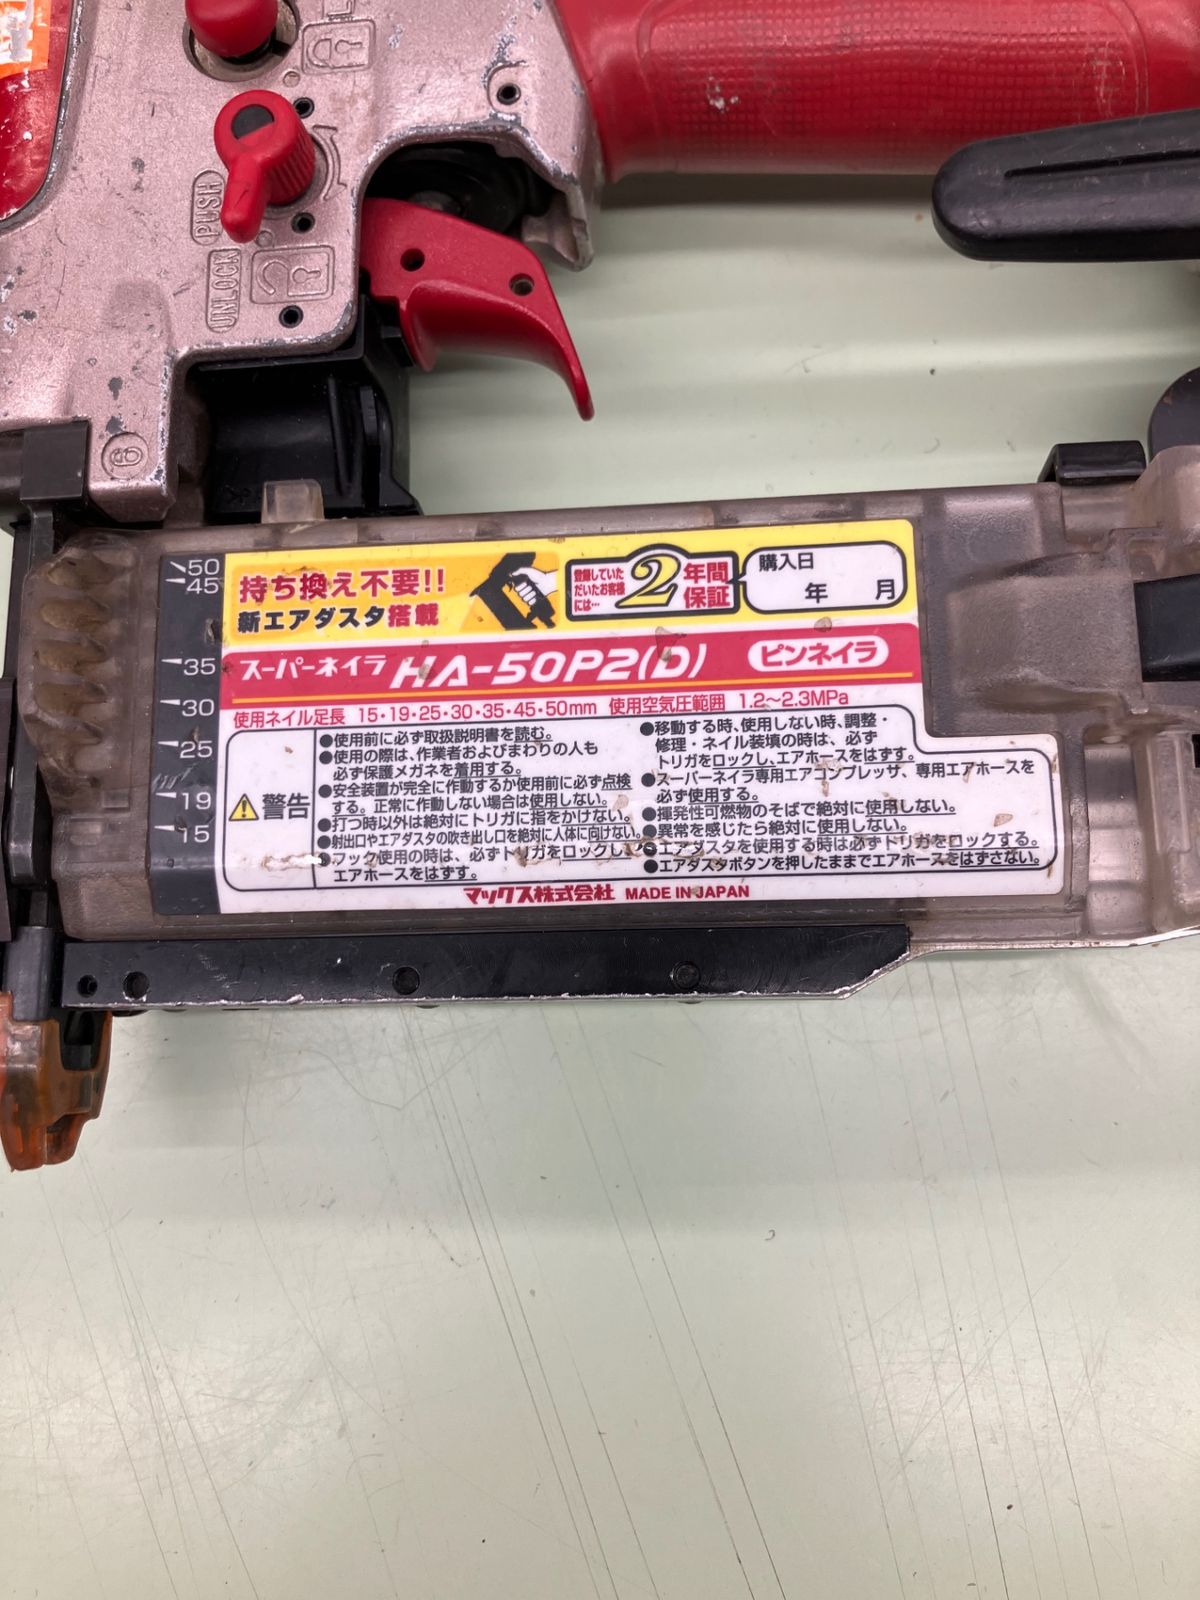 PUSH
UNLOCK
6
50
45
35
30
25
19
15
持ち換え不要!!
新エアダスタ搭載
登録していた
だいたお客様
には…
2年間
保証
購入日
年 月
スーパーネイラ HA-50P2(D) ピンネイラ
使用ネイル足長 15・19・25・30・35・45・50mm 使用空気圧範囲 1.2〜2.3MPa
警告
●使用前に必ず取扱説明書を読む。
●使用の際は、作業者およびまわりの人も
必ず保護メガネを着用する。
●安全装置が完全に作動するか使用前に必ず点検
する。正常に作動しない場合は使用しない。
●打つ時以外は絶対にトリガに指をかけない。
●射出口やエアダスタの吹き出し口を絶対に人体に向けない。
●フック使用の時は、必ずトリガをロックし、
エアホースをはずす。
●移動する時、使用しない時、調整・
修理・ネイル装填の時は、必ず
トリガをロックし、エアホースをはずす。
●スーパーネイラ専用エアコンプレッサ、専用エアホースを
必ず使用する。
●揮発性可燃物のそばで絶対に使用しない。
●異常を感じたら絶対に使用しない。
●エアダスタを使用する時は必ずトリガをロックする。
●エアダスタボタンを押したままでエアホースをはずさない。
マックス株式会社 MADE IN JAPAN